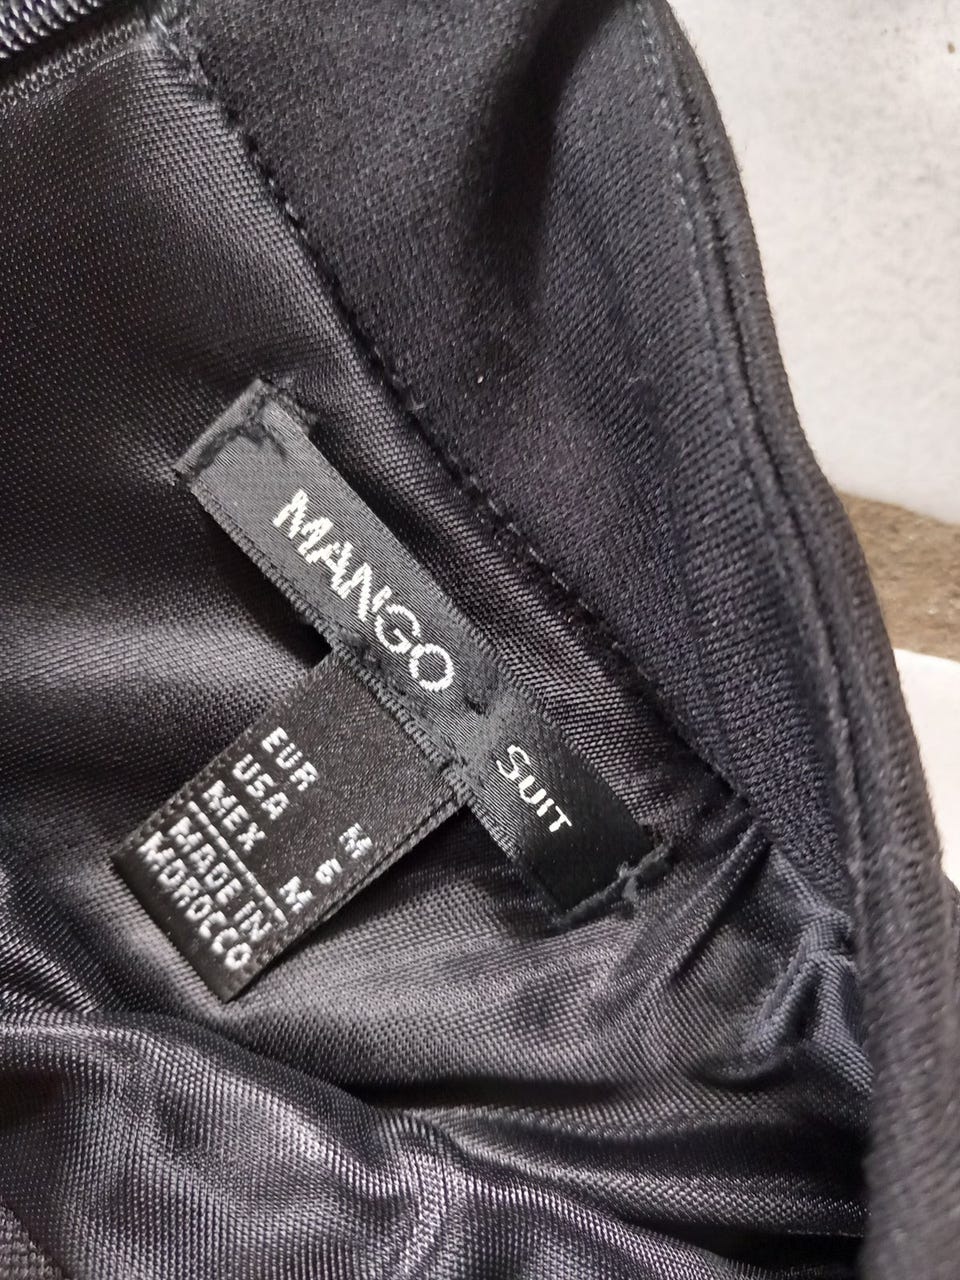 MANGO
SUIT
EUR M
USA 6
MEX M
MADE IN
MOROCCO